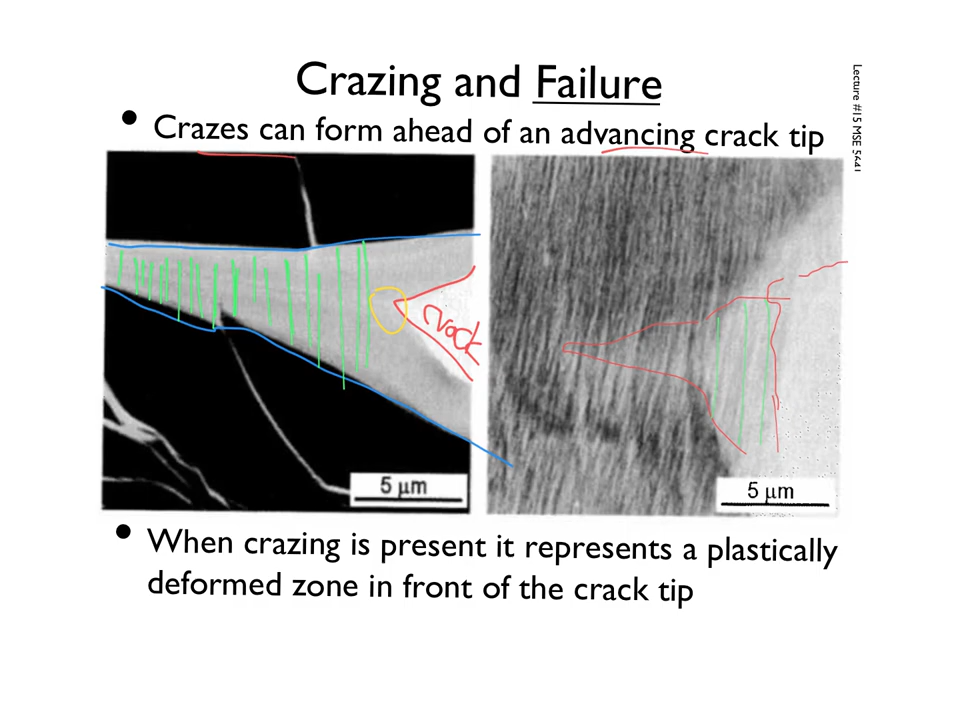 Crazing and Failure
Lecture #15 MSE 5641
• Crazes can form ahead of an advancing crack tip
crack
5 μm
5 μm
• When crazing is present it represents a plastically
deformed zone in front of the crack tip